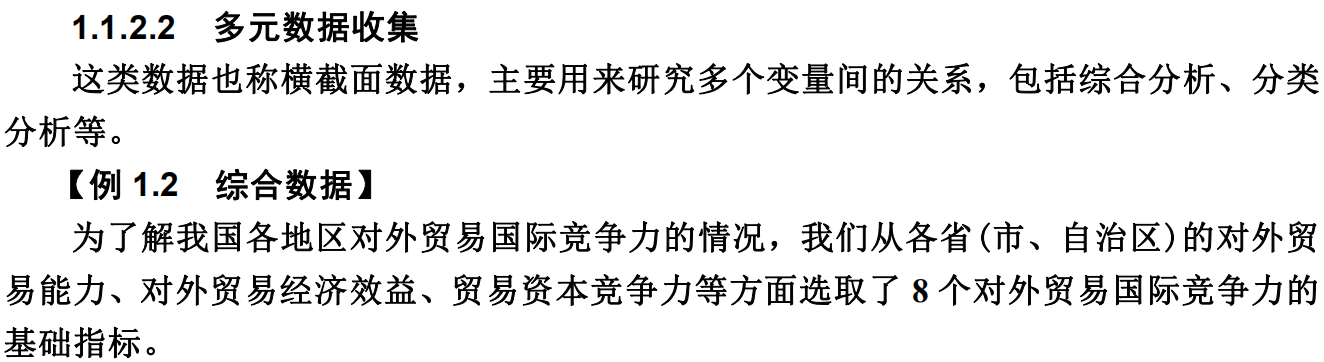 1.1.2.2 多元数据收集
这类数据也称横截面数据，主要用来研究多个变量间的关系，包括综合分析、分类
分析等。
【例 1.2 综合数据】
为了解我国各地区对外贸易国际竞争力的情况，我们从各省(市、自治区)的对外贸
易能力、对外贸易经济效益、贸易资本竞争力等方面选取了 8 个对外贸易国际竞争力的
基础指标。